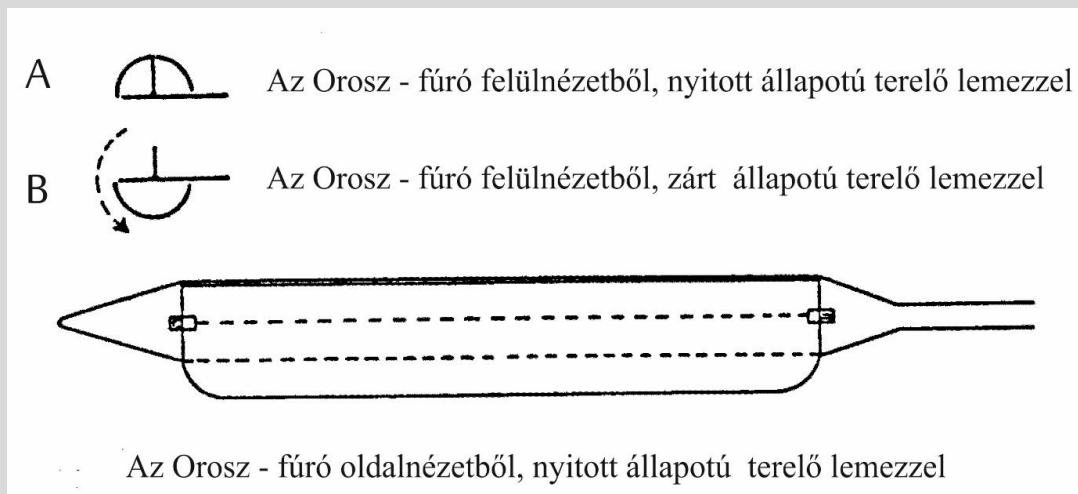 A
Az Orosz - fúró felülnézetből, nyitott állapotú terelő lemezzel
B
Az Orosz - fúró felülnézetből, zárt  állapotú terelő lemezzel
Az Orosz - fúró oldalnézetből, nyitott állapotú  terelő lemezzel